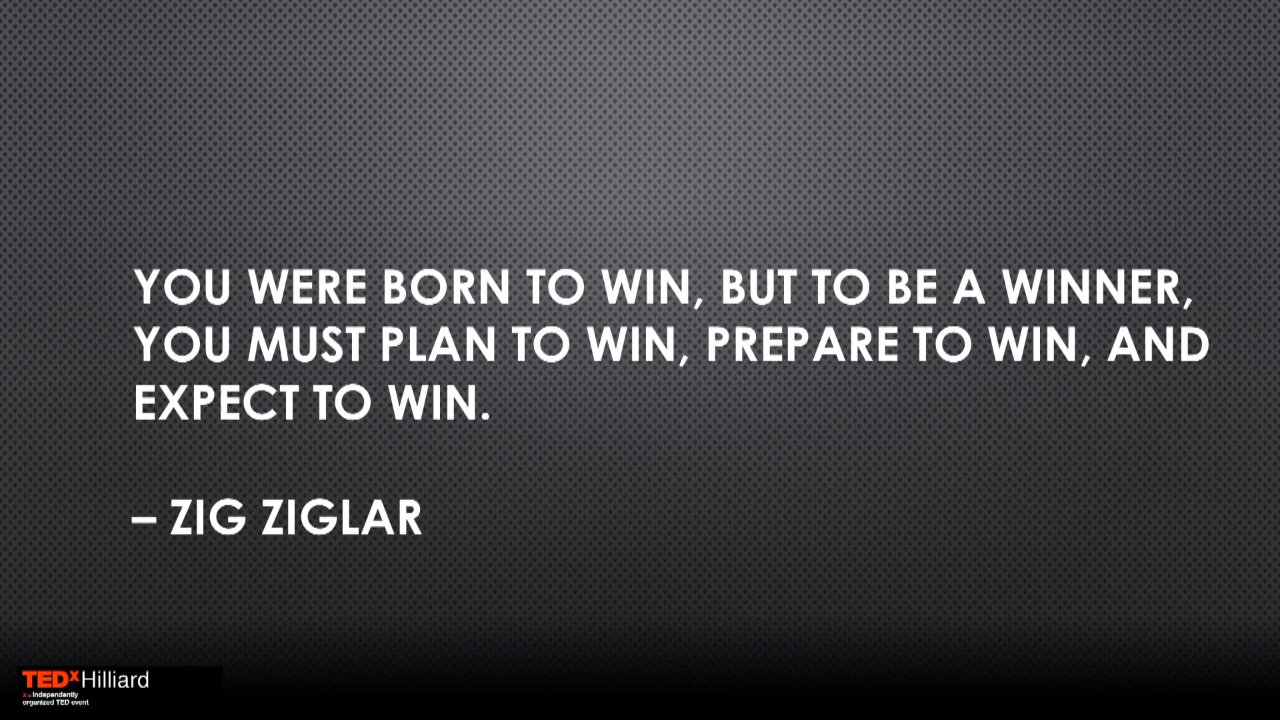 YOU WERE BORN TO WIN, BUT TO BE A WINNER,
YOU MUST PLAN TO WIN, PREPARE TO WIN, AND
EXPECT TO WIN.
– ZIG ZIGLAR
TEDxHilliard
x = independently
organized TED event